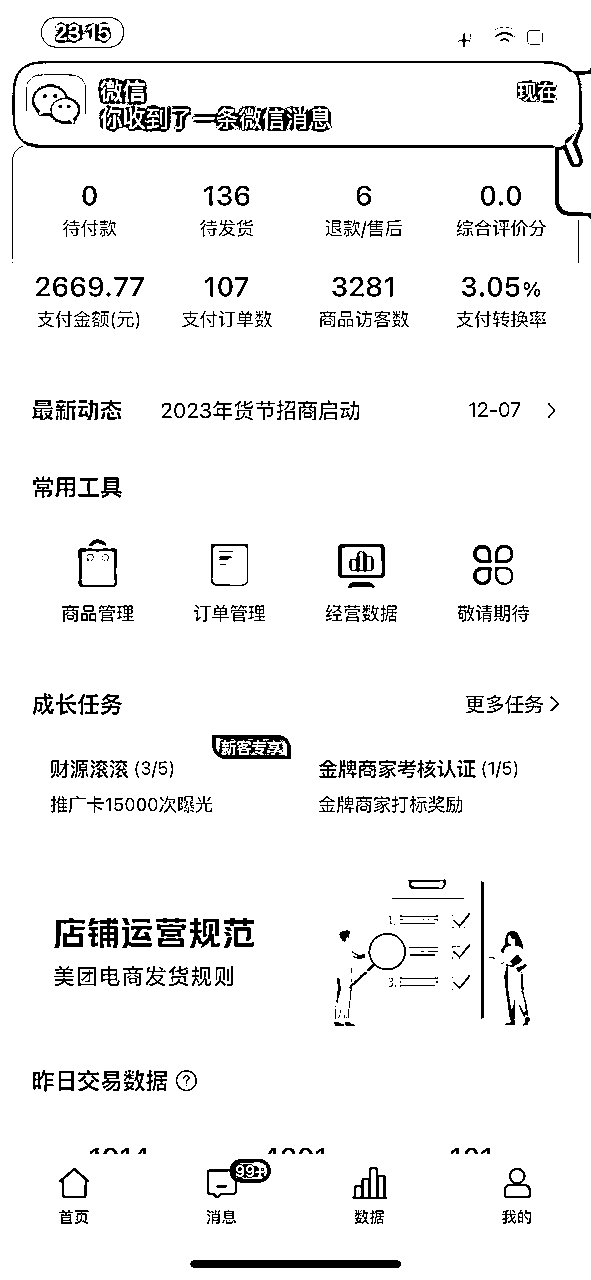 23:15
微信
现在
你收到了一条微信消息
0 136 6 0.0
待付款 待发货 退款/售后 综合评价分
2669.77 107 3281 3.05%
支付金额(元) 支付订单数 商品访客数 支付转换率
最新动态 2023年货节招商启动 12-07
常用工具
商品管理 订单管理 经营数据 敬请期待
成长任务 更多任务
新客专享
财源滚滚 (3/5) 金牌商家考核认证 (1/5)
推广卡15000次曝光 金牌商家打标奖励
店铺运营规范
美团电商发货规则
1.
3.
昨日交易数据 ?
99+
首页 消息 数据 我的